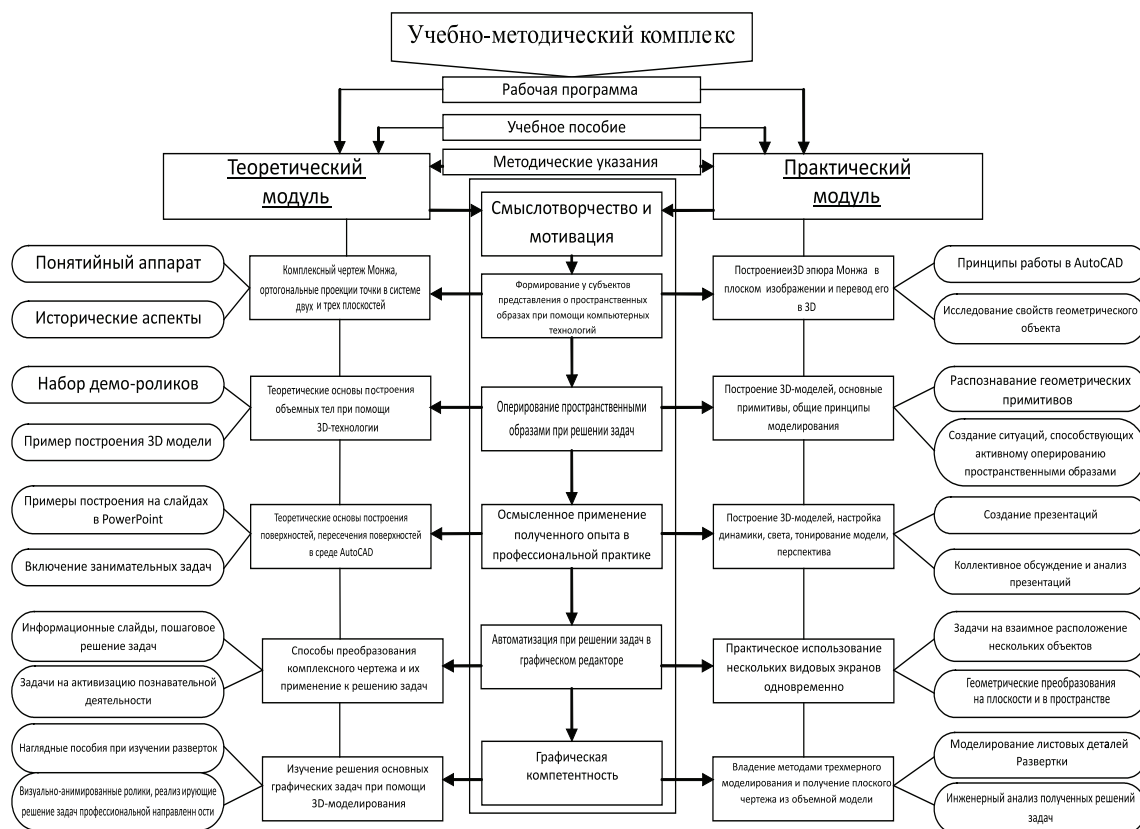 Учебно-методический комплекс
Рабочая программа
Учебное пособие
Методические указания
Теоретический
модуль
Практический
модуль
Смыслотворчество и
мотивация
Понятийный аппарат
Исторические аспекты
Комплексный чертеж Монжа,
ортогональные проекции точки в системе
двух и трех плоскостей
Формирование у субъектов
представления о пространственных
образах при помощи компьютерных
технологий
Построениеи3D эпюра Монжа в
плоском изображении и перевод его
в 3D
Принципы работы в AutoCAD
Исследование свойств геометрического
объекта
Набор демо-роликов
Пример построения 3D модели
Теоретические основы построения
объемных тел при помощи
3D-технологии
Оперирование пространственными
образами при решении задач
Построение 3D-моделей, основные
примитивы, общие принципы
моделирования
Распознавание геометрических
примитивов
Создание ситуаций, способствующих
активному оперированию
пространственными образами
Примеры построения на слайдах
в PowerPoint
Включение занимательных задач
Теоретические основы построения
поверхностей, пересечения поверхностей
в среде AutoCAD
Осмысленное применение
полученного опыта в
профессиональной практике
Построение 3D-моделей, настройка
динамики, света, тонирование модели,
перспектива
Создание презентаций
Коллективное обсуждение и анализ
презентаций
Информационные слайды, пошаговое
решение задач
Задачи на активизацию познавательной
деятельности
Способы преобразования
комплексного чертежа и их
применение к решению задач
Автоматизация при решении задач в
графическом редакторе
Практическое использование
нескольких видовых экранов
одновременно
Задачи на взаимное расположение
нескольких объектов
Геометрические преобразования
на плоскости и в пространстве
Наглядные пособия при изучении разверток
Визуально-анимированные ролики, реализирующие
решение задач профессиональной направлен ости
Изучение решения основных
графических задач при помощи
3D-моделирования
Графическая
компетентность
Владение методами трехмерного
моделирования и получение плоского
чертежа из объемной модели
Моделирование листовых деталей
Развертки
Инженерный анализ полученных решений
задач